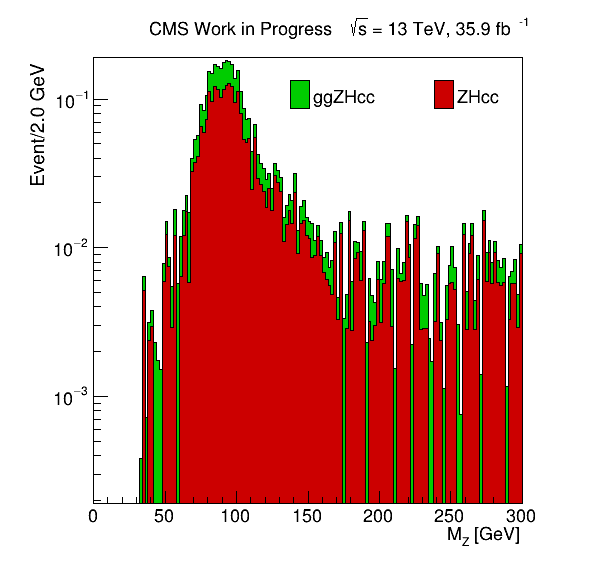 CMS Work in Progress √s = 13 TeV, 35.9 fb⁻¹
Event/2.0 GeV
ggZHcc ZHcc
10⁻¹
10⁻²
10⁻³
0 50 100 150 200 250 300
M_Z [GeV]